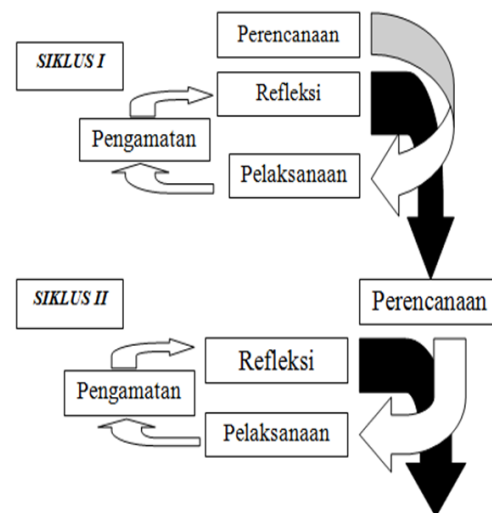 Perencanaan
SIKLUS I
Refleksi
Pengamatan
Pelaksanaan
SIKLUS II
Perencanaan
Refleksi
Pengamatan
Pelaksanaan